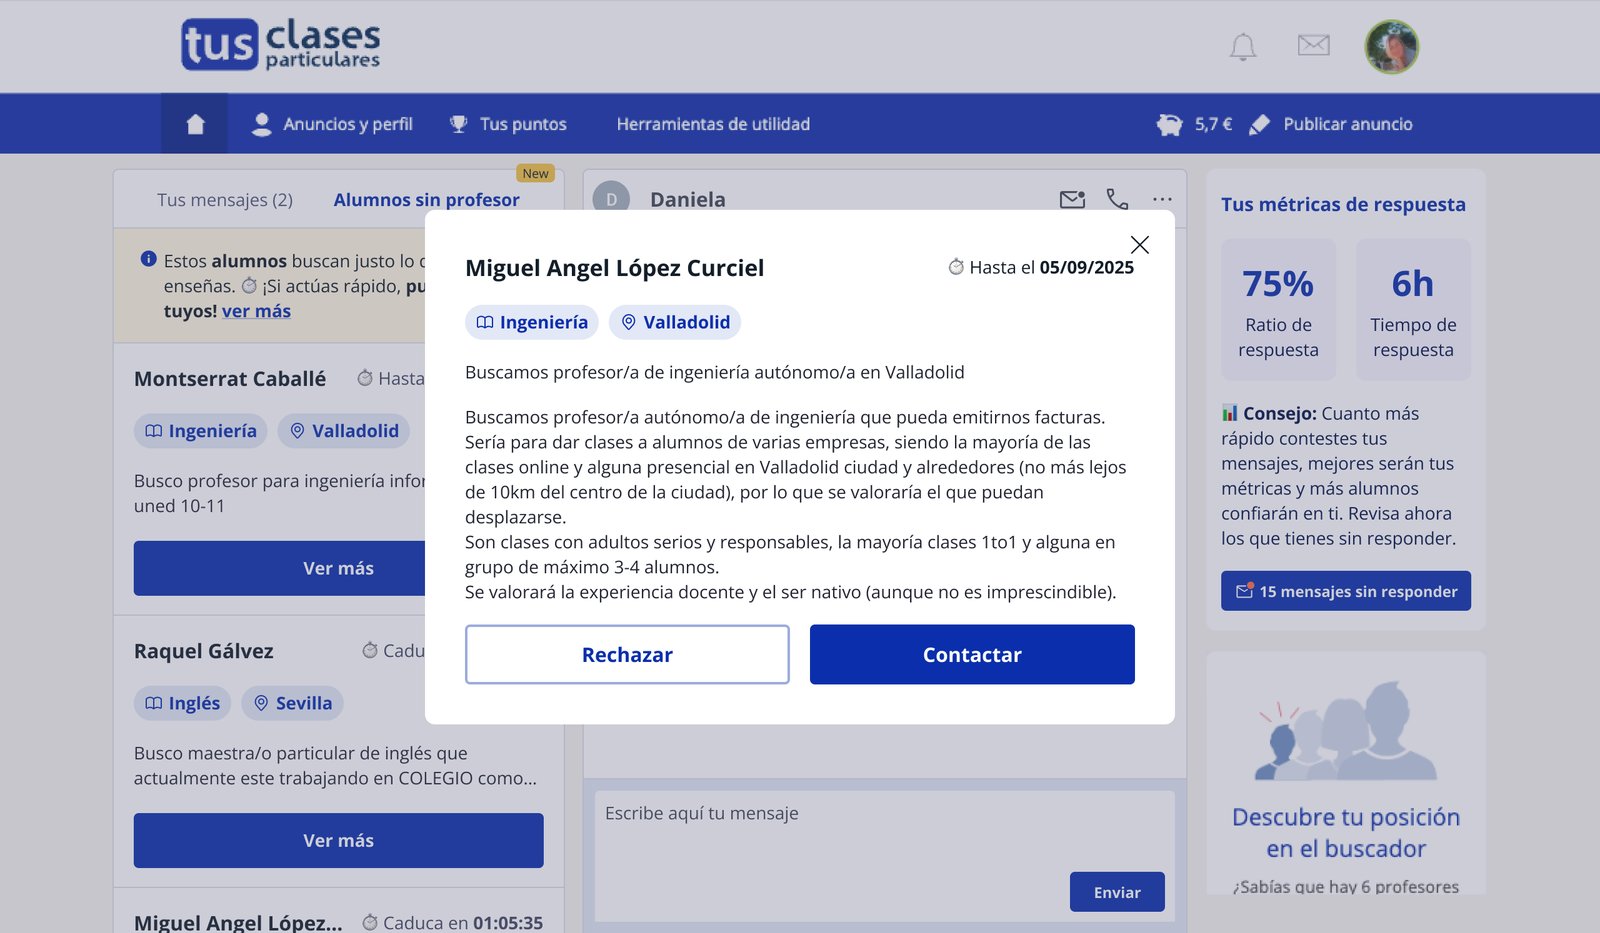 tus clases
particulares
Anuncios y perfil
Tus puntos
Herramientas de utilidad
5,7 €
Publicar anuncio
New
Tus mensajes (2)
Alumnos sin profesor
Estos alumnos buscan justo lo
enseñas. ¡Si actúas rápido,
tuyos! ver más
Montserrat Caballé
Hasta
Ingeniería
Valladolid
Busco profesor para ingeniería
uned 10-11
Ver más
Raquel Gálvez
Inglés
Sevilla
Busco maestra/o particular de inglés que
actualmente este trabajando en COLEGIO como...
Ver más
Miguel Angel López...
Caduca en 01:05:35
D
Daniela
Miguel Angel López Curciel
Hasta el 05/09/2025
Ingeniería
Valladolid
Buscamos profesor/a de ingeniería autónomo/a en Valladolid
Buscamos profesor/a autónomo/a de ingeniería que pueda emitirnos facturas.
Sería para dar clases a alumnos de varias empresas, siendo la mayoría de las
clases online y alguna presencial en Valladolid ciudad y alrededores (no más lejos
de 10km del centro de la ciudad), por lo que se valoraría el que puedan
desplazarse.
Son clases con adultos serios y responsables, la mayoría clases 1to1 y alguna en
grupo de máximo 3-4 alumnos.
Se valorará la experiencia docente y el ser nativo (aunque no es imprescindible).
Rechazar
Contactar
Escribe aquí tu mensaje
Enviar
Tus métricas de respuesta
75%
Ratio de
respuesta
6h
Tiempo de
respuesta
Consejo: Cuanto más
rápido contestes tus
mensajes, mejores serán tus
métricas y más alumnos
confiarán en ti. Revisa ahora
los que tienes sin responder.
15 mensajes sin responder
Descubre tu posición
en el buscador
¿Sabías que hay 6 profesores